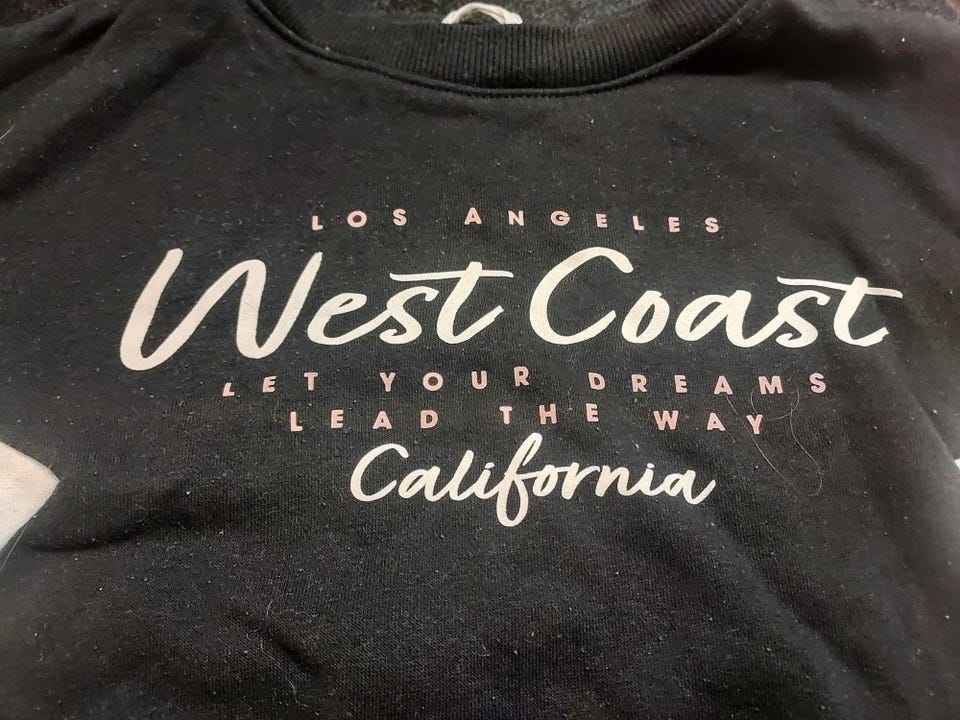 LOS ANGELES
West Coast
LET YOUR DREAMS
LEAD THE WAY
California